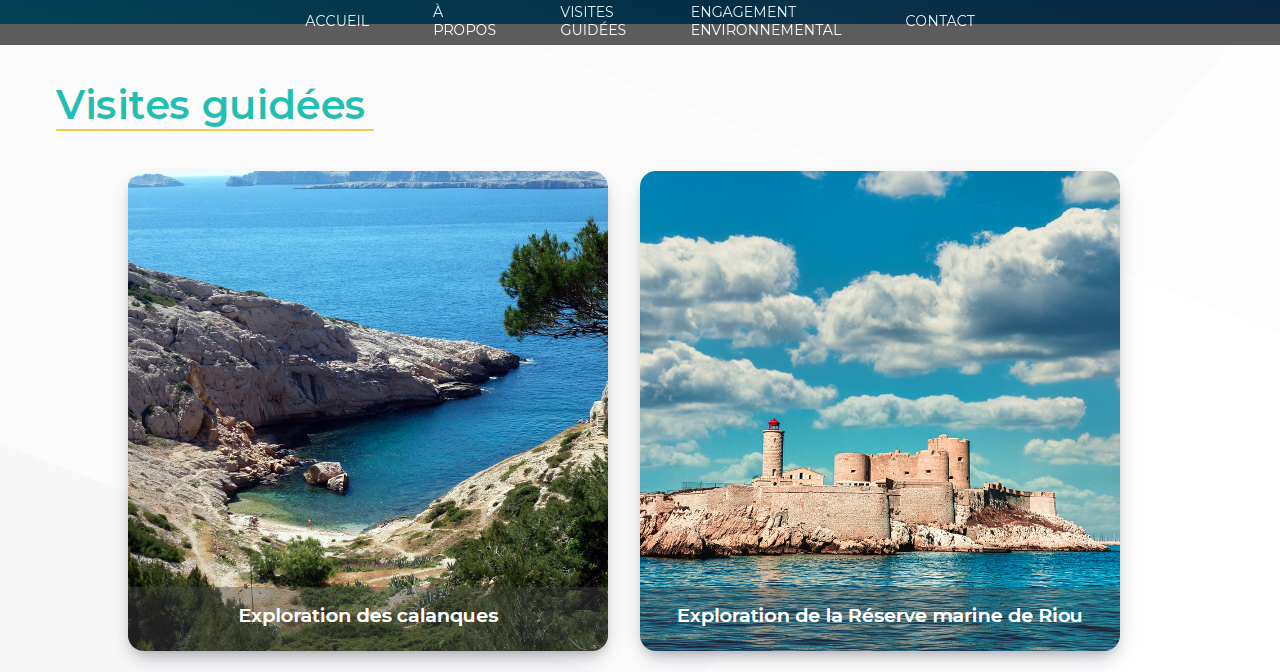 ACCUEIL
À
PROPOS
VISITES
GUIDÉES
ENGAGEMENT
ENVIRONNEMENTAL
CONTACT
Visites guidées
Exploration des calanques
Exploration de la Réserve marine de Riou